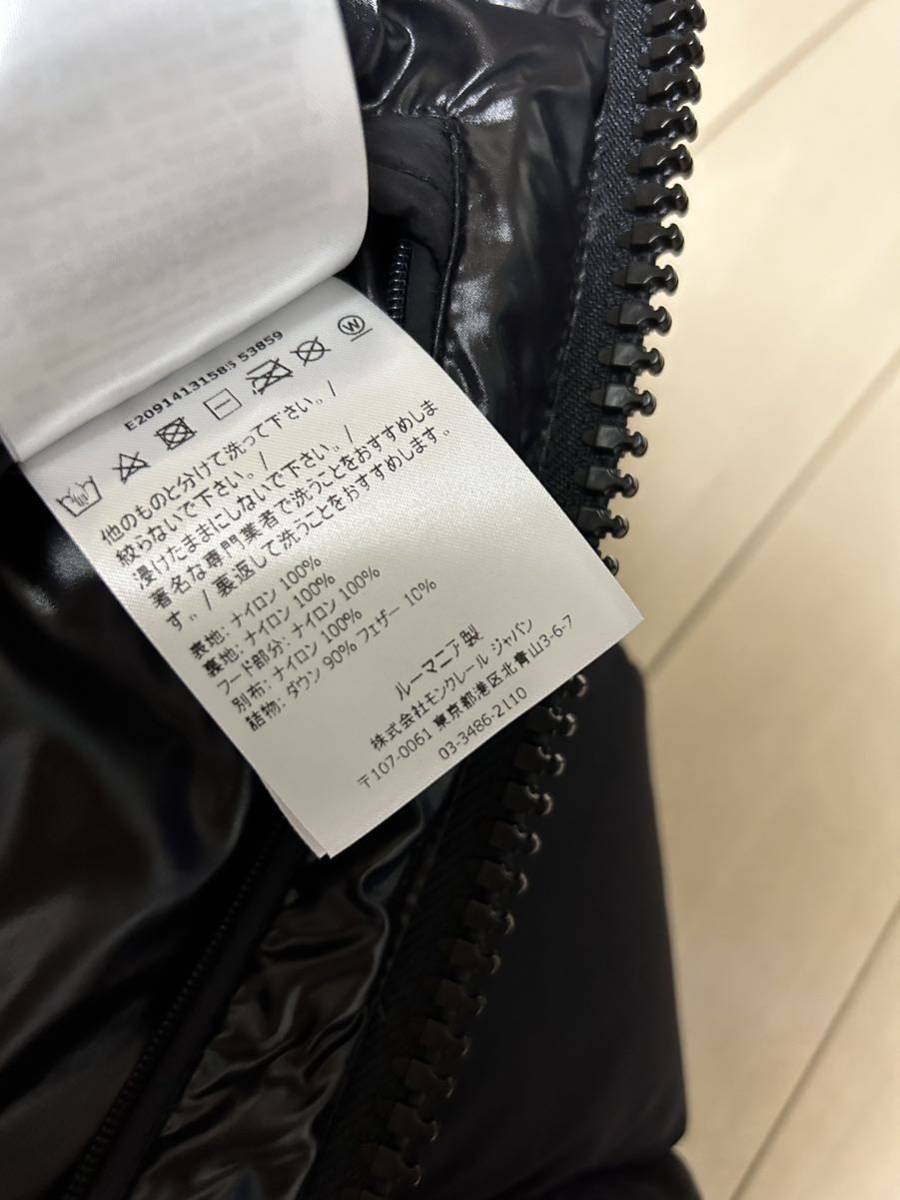 E2091413158IS 53859
W
他のものと分けて洗って下さい。/
絞らないで下さい。/
浸けたままにしないで下さい。/
著名な専門業者で洗うことをおすすめしま
す。/裏返して洗うことをおすすめします。
表地: ナイロン 100%
裏地: ナイロン 100%
フード部分: ナイロン 100%
別布: ナイロン 100%
詰物: ダウン 90% フェザー 10%
ルーマニア製
株式会社モンクレール ジャパン
〒107-0061 東京都港区北青山3-6-7
03-3486-2110